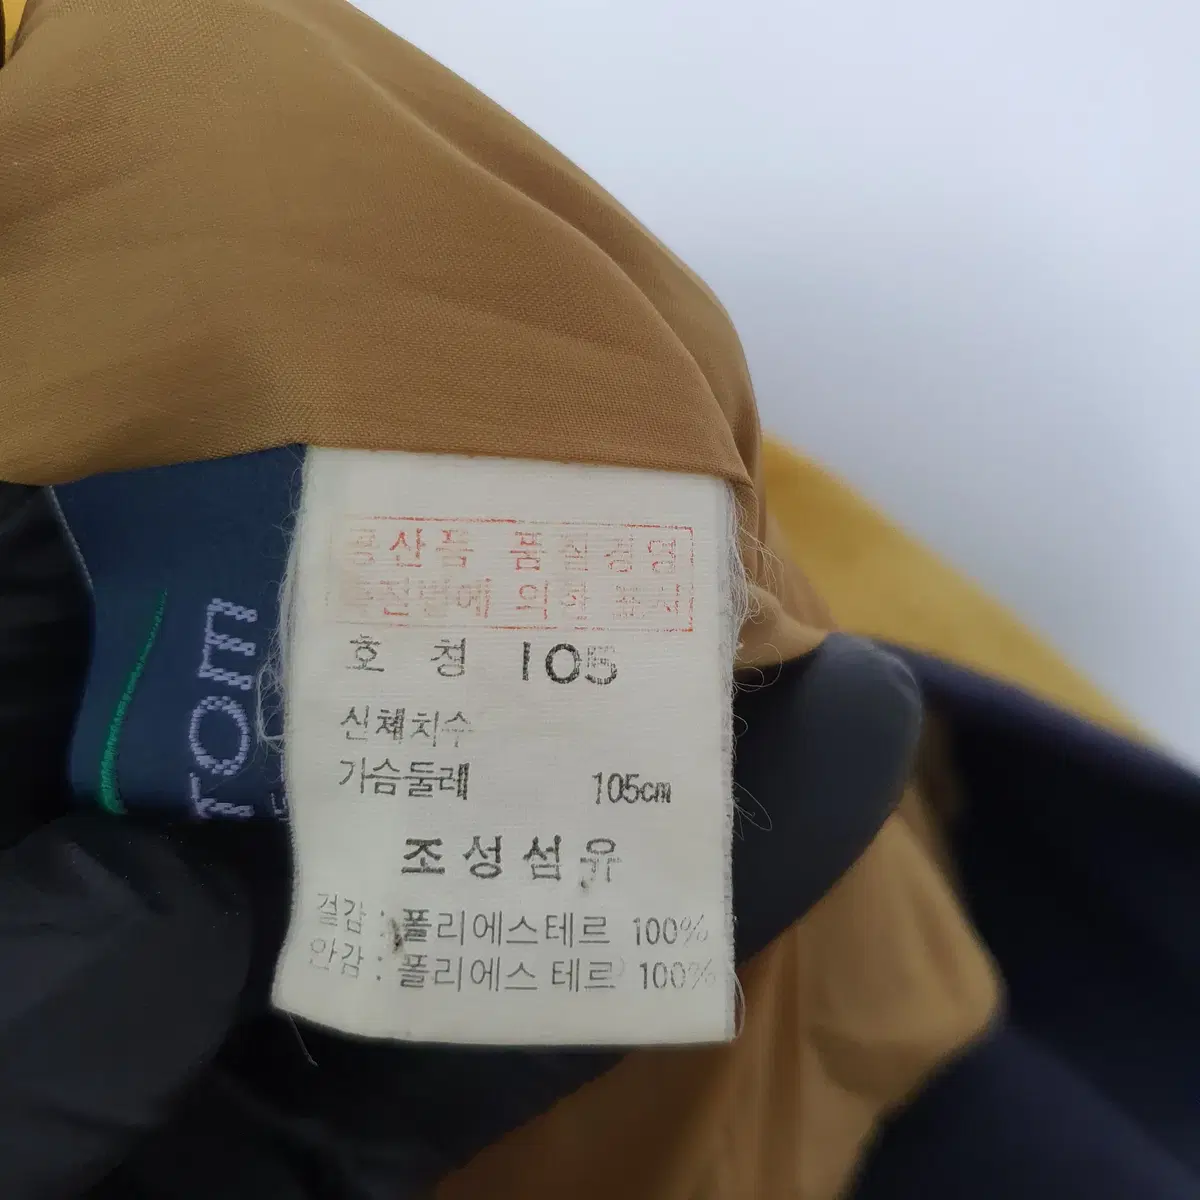 공산품 품질경영
촉진법에 의한 표시
호 칭 105
신체치수
가슴둘레 105cm
조성섬유
겉감 : 폴리에스테르 100%
안감 : 폴리에스테르 100%